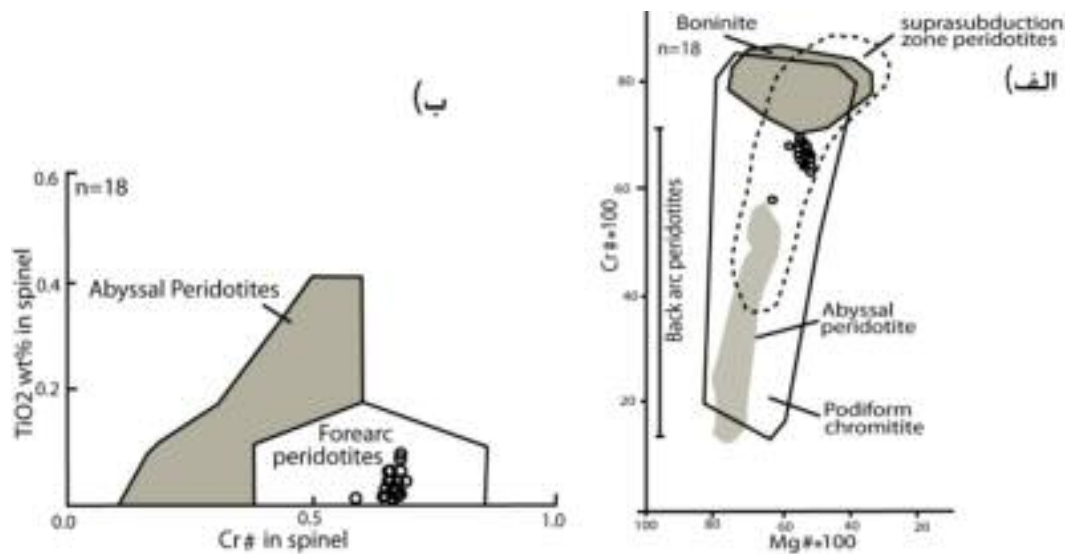 ب)
0.6
n=18
0.4
0.2
TiO2 wt% in spinel
Abyssal Peridotites
Forearc
peridotites
0.0
0.5
1.0
Cr# in spinel
الف)
Boninite
suprasubduction
zone peridotites
n=18
80
60
40
20
Cr#*100
Back arc peridotites
Abyssal
peridotite
Podiform
chromitite
100
80
60
40
20
Mg#*100